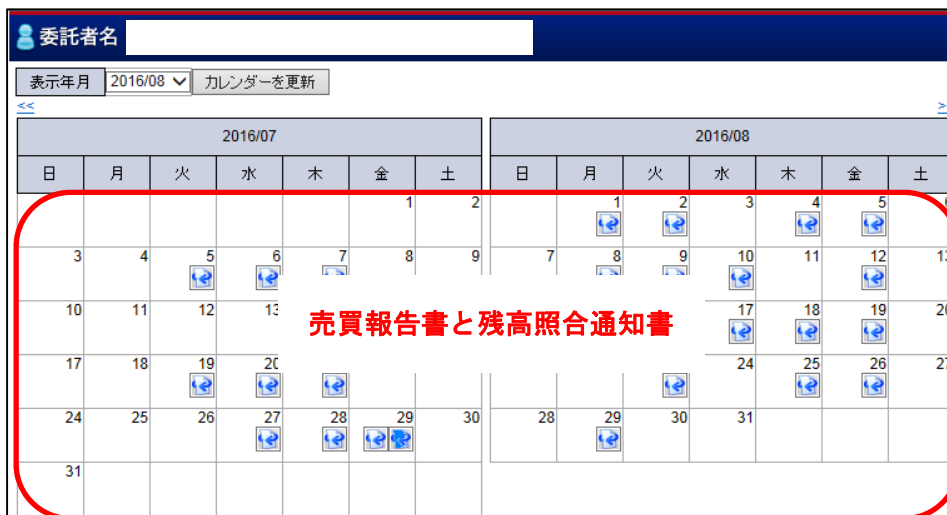 委託者名
表示年月 2016/08 カレンダーを更新
<< >
2016/07 2016/08
日 月 火 水 木 金 土 日 月 火 水 木 金 土
1 2 1 2 3 4 5
3 4 5 6 7 8 9 7 8 9 10 11 12 13
10 11 12 13 17 18 19 20
売買報告書と残高照合通知書
17 18 19 20 24 25 26 27
24 25 26 27 28 29 30 28 29 30 31
31